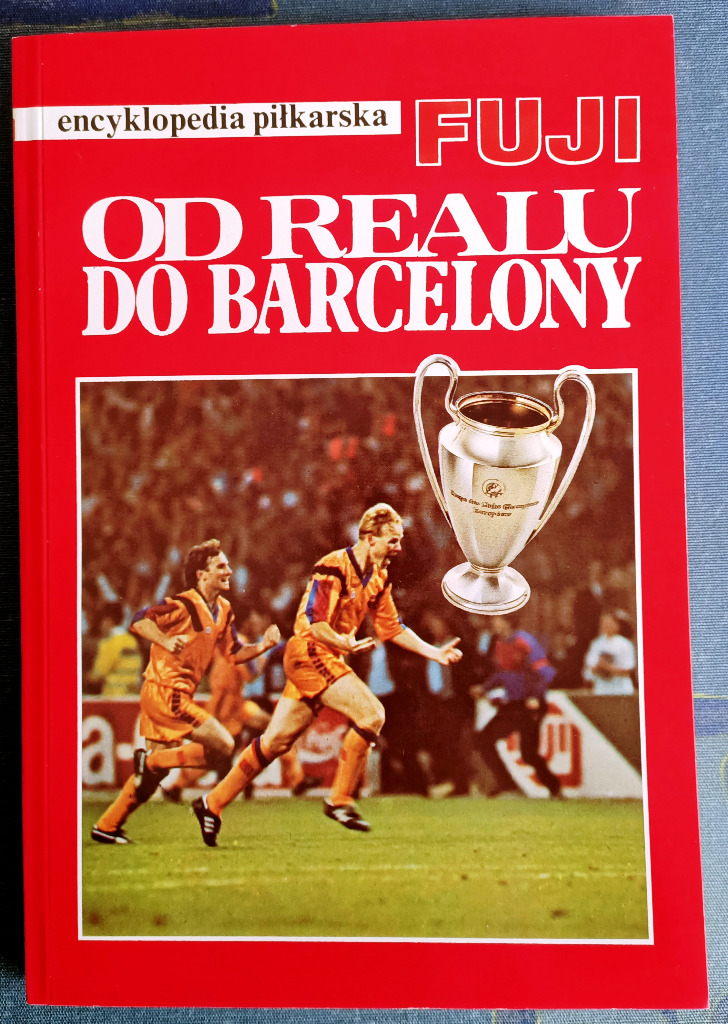 encyklopedia piłkarska
FUJI
OD REALU
DO BARCELONY